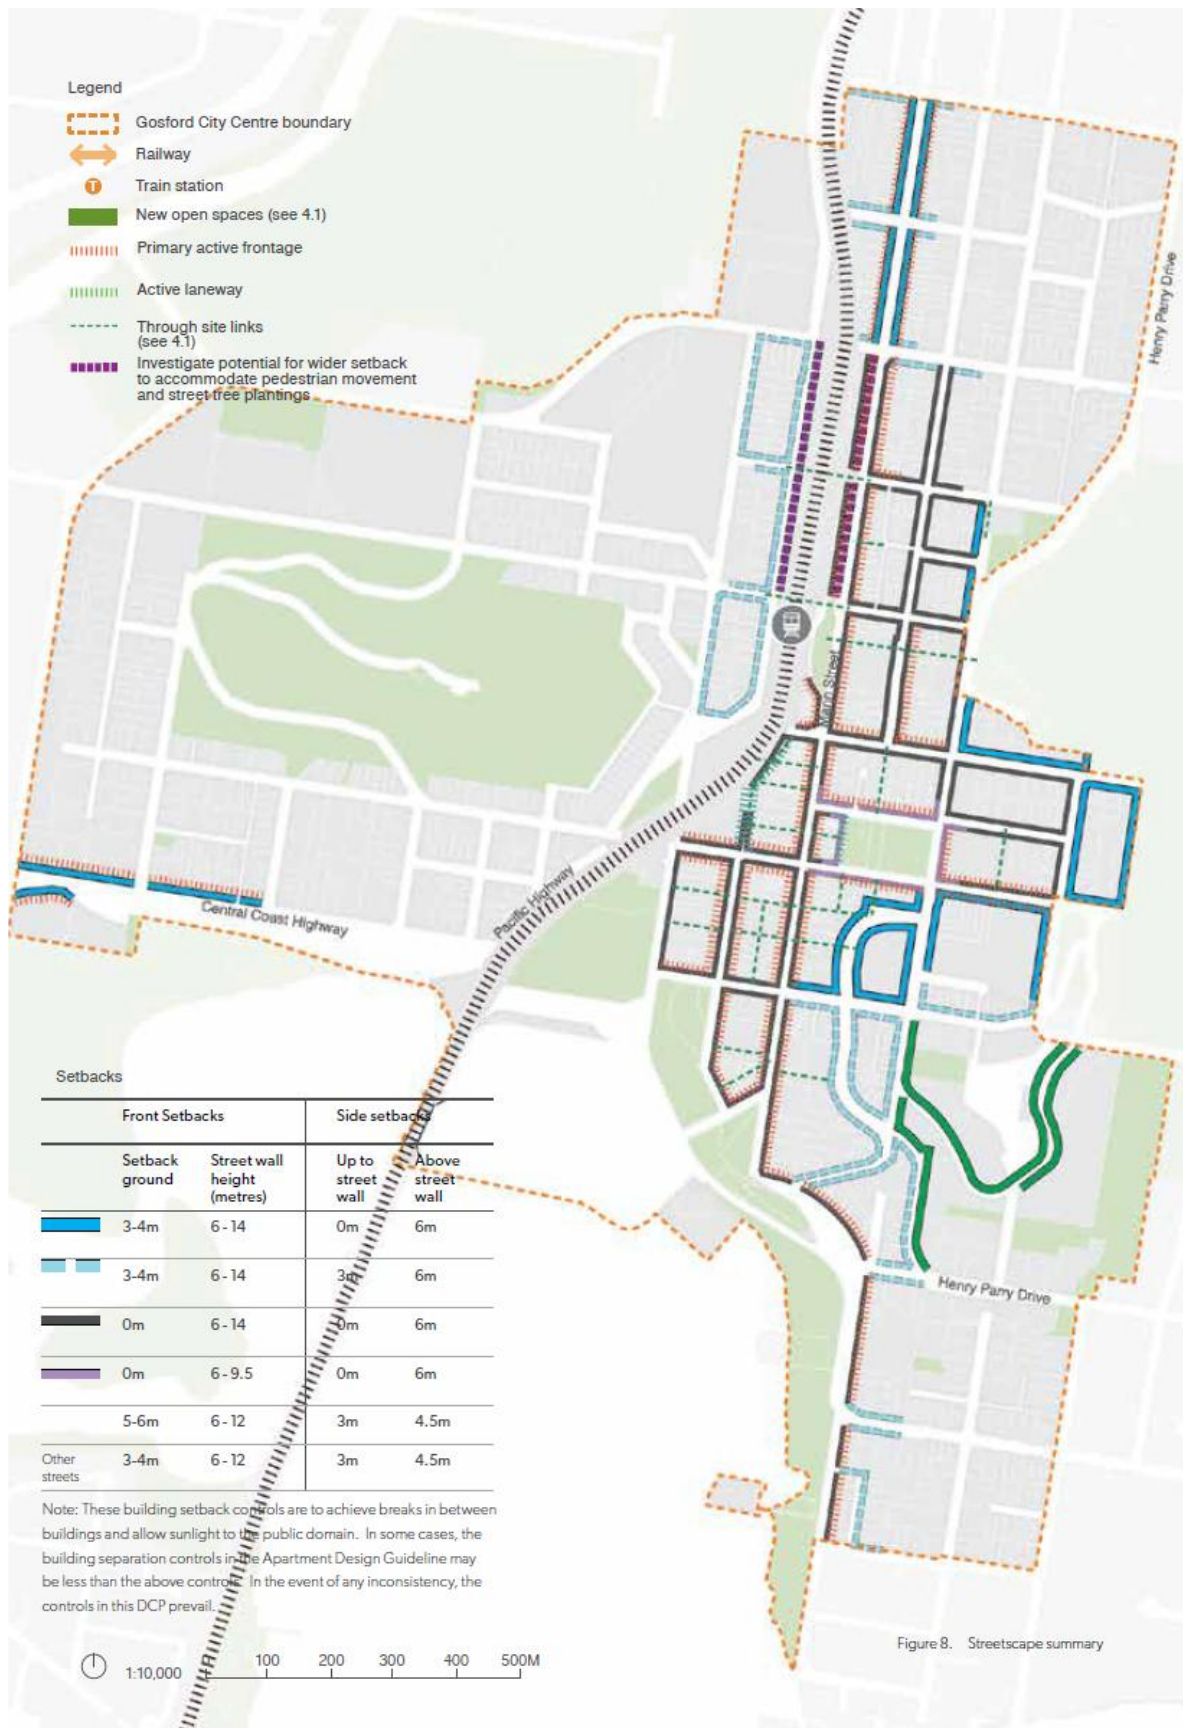 Legend
Gosford City Centre boundary
Railway
T
Train station
New open spaces (see 4.1)
Primary active frontage
Active laneway
Through site links
(see 4.1)
Investigate potential for wider setback
to accommodate pedestrian movement
and street tree plantings
Henry Parry Drive
Mann Street
Pacific Highway
Central Coast Highway
Henry Parry Drive
Setbacks
Front Setbacks Side setbacks
Setback ground Street wall height (metres) Up to street wall Above street wall
3-4m 6 - 14 0m 6m
3-4m 6 - 14 3m 6m
0m 6 - 14 0m 6m
0m 6 - 9.5 0m 6m
5-6m 6 - 12 3m 4.5m
Other streets 3-4m 6 - 12 3m 4.5m
Note: These building setback controls are to achieve breaks in between
buildings and allow sunlight to the public domain. In some cases, the
building separation controls in the Apartment Design Guideline may
be less than the above controls. In the event of any inconsistency, the
controls in this DCP prevail.
1:10,000 0 100 200 300 400 500M
Figure 8. Streetscape summary